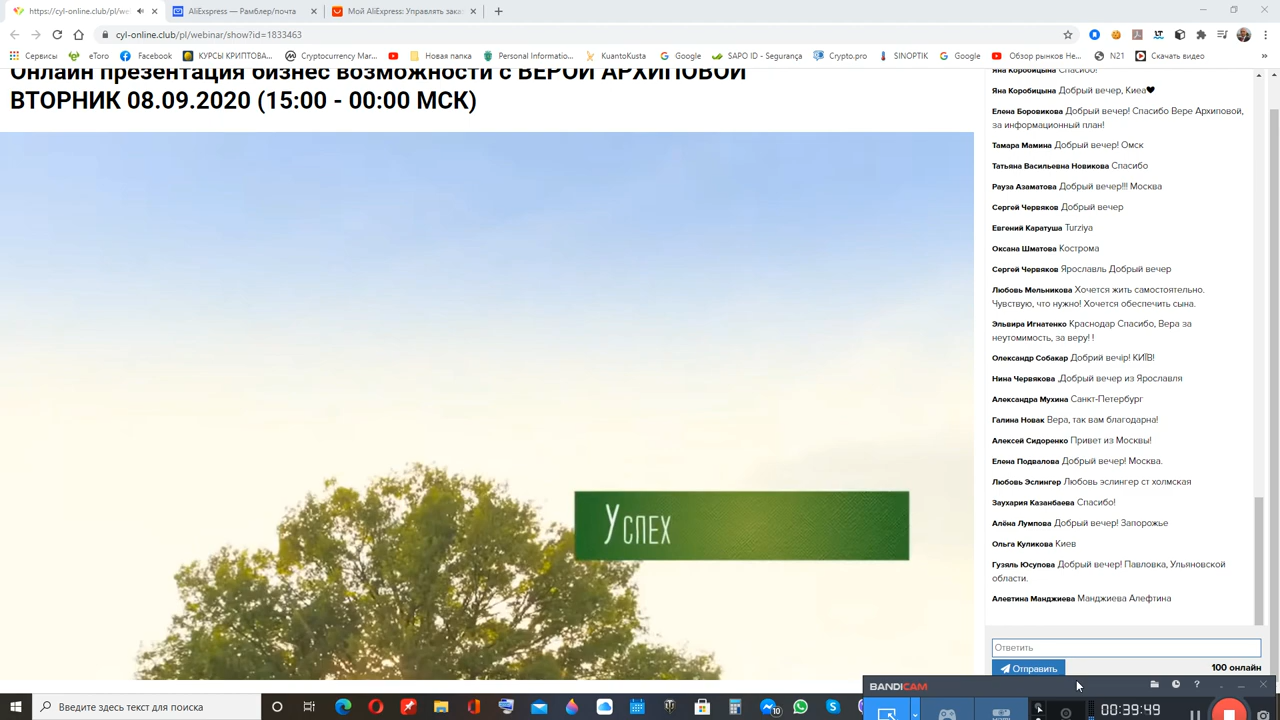 https://cyl-online.club/pl/we
AliExpress — Рамблер/почта
Мой AliExpress: Управлять зака
cyl-online.club/pl/webinar/show?id=1833463
Сервисы
eToro
Facebook
КУРСЫ КРИПТОВА...
Cryptocurrency Mar...
Новая папка
Personal Informatio...
KuantoKusta
Google
SAPO ID - Segurança
Crypto.pro
SINOPTIK
Google
Обзор рынков Не...
N21
Скачать видео
»
Онлайн презентация бизнес возможности с ВЕРОЙ АРХИПОВОЙ
ВТОРНИК 08.09.2020 (15:00 - 00:00 МСК)
Успех
Яна Коробицына Спасибо!
Яна Коробицына Добрый вечер, Киеа🖤
Елена Боровикова Добрый вечер! Спасибо Вере Архиповой,
за информационный план!
Тамара Мамина Добрый вечер! Омск
Татьяна Васильевна Новикова Спасибо
Рауза Азаматова Добрый вечер!!! Москва
Сергей Червяков Добрый вечер
Евгений Каратуша Turziya
Оксана Шматова Кострома
Сергей Червяков Ярославль Добрый вечер
Любовь Мельникова Хочется жить самостоятельно.
Чувствую, что нужно! Хочется обеспечить сына.
Эльвира Игнатенко Краснодар Спасибо, Вера за
неутомимость, за веру! !
Олександр Собакар Добрий вечір! КИЇВ!
Нина Червякова ,Добрый вечер из Ярославля
Александра Мухина Санкт-Петербург
Галина Новак Вера, так вам благодарна!
Алексей Сидоренко Привет из Москвы!
Елена Подвалова Добрый вечер! Москва.
Любовь Эслингер Любовь эслингер ст холмская
Заухария Казанбаева Спасибо!
Алёна Лумпова Добрый вечер! Запорожье
Ольга Куликова Киев
Гузяль Юсупова Добрый вечер! Павловка, Ульяновской
области.
Алевтина Манджиева Манджиева Алефтина
Ответить
Отправить
100 онлайн
BANDICAM
00:39:49
Введите здесь текст для поиска
10